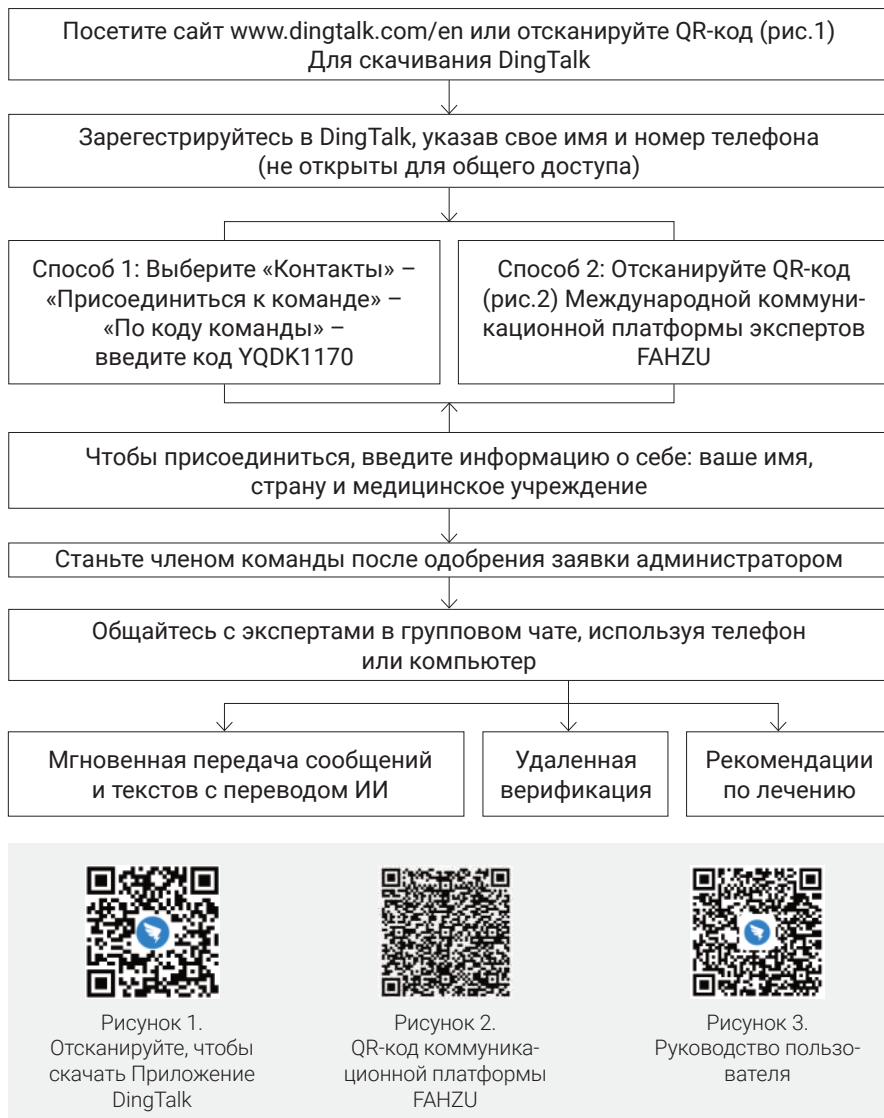 Посетите сайт www.dingtalk.com/en или отсканируйте QR-код (рис.1)
Для скачивания DingTalk
Зарегестрируйтесь в DingTalk, указав свое имя и номер телефона
(не открыты для общего доступа)
Способ 1: Выберите «Контакты» –
«Присоединиться к команде» –
«По коду команды» –
введите код YQDK1170
Способ 2: Отсканируйте QR-код
(рис.2) Международной коммуни-
кационной платформы экспертов
FAHZU
Чтобы присоединиться, введите информацию о себе: ваше имя,
страну и медицинское учреждение
Станьте членом команды после одобрения заявки администратором
Общайтесь с экспертами в групповом чате, используя телефон
или компьютер
Мгновенная передача сообщений
и текстов с переводом ИИ
Удаленная
верификация
Рекомендации
по лечению
Рисунок 1.
Отсканируйте, чтобы
скачать Приложение
DingTalk
Рисунок 2.
QR-код коммуника-
ционной платформы
FAHZU
Рисунок 3.
Руководство пользо-
вателя